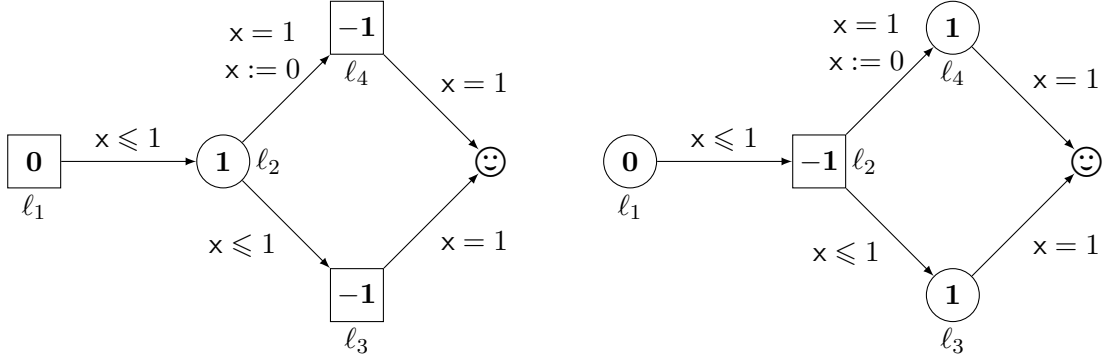 −1
x = 1
x := 0
ℓ4
x = 1
x ⩽ 1
0
1
ℓ2
ℓ1
x ⩽ 1
x = 1
−1
ℓ3
1
x = 1
x := 0
ℓ4
x = 1
x ⩽ 1
0
−1
ℓ2
ℓ1
x ⩽ 1
x = 1
1
ℓ3